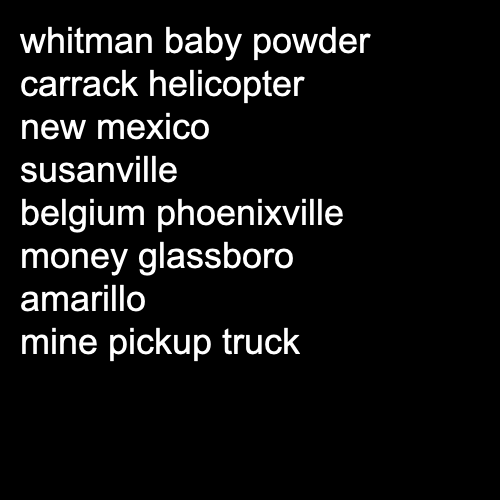 whitman baby powder
carrack helicopter
new mexico
susanville
belgium phoenixville
money glassboro
amarillo
mine pickup truck